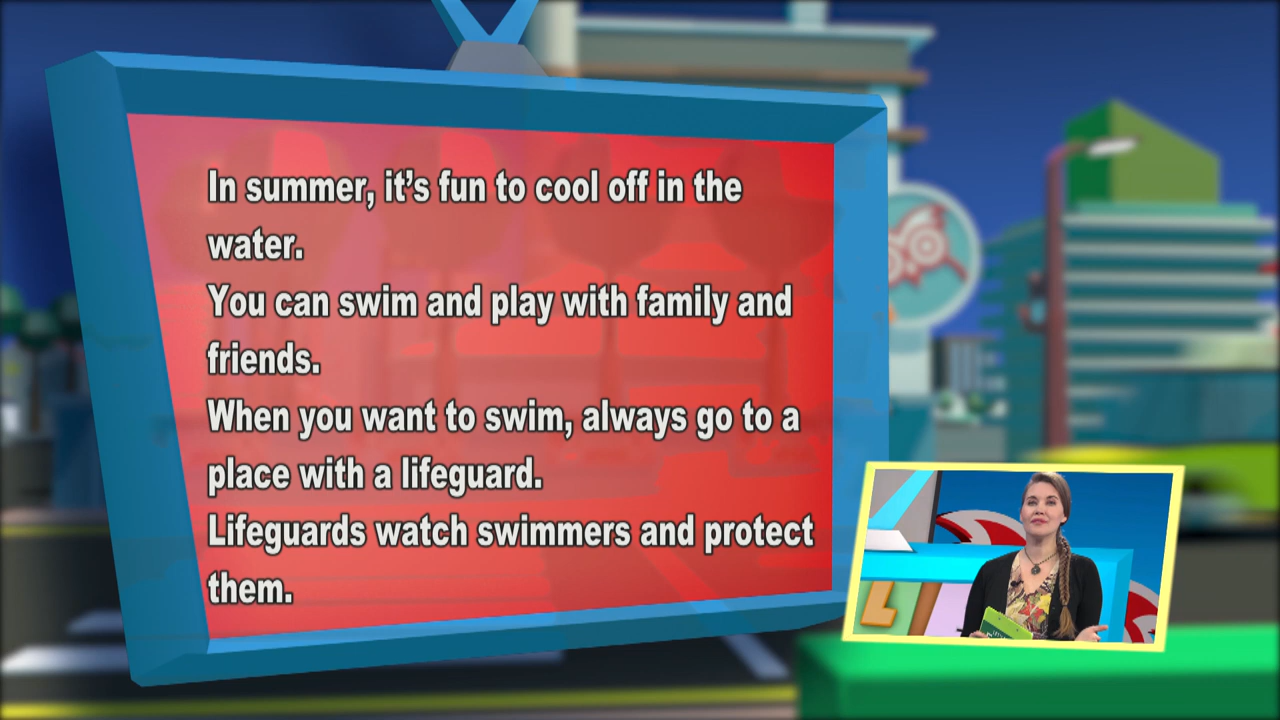 In summer, it's fun to cool off in the
water.
You can swim and play with family and
friends.
When you want to swim, always go to a
place with a lifeguard.
Lifeguards watch swimmers and protect
them.